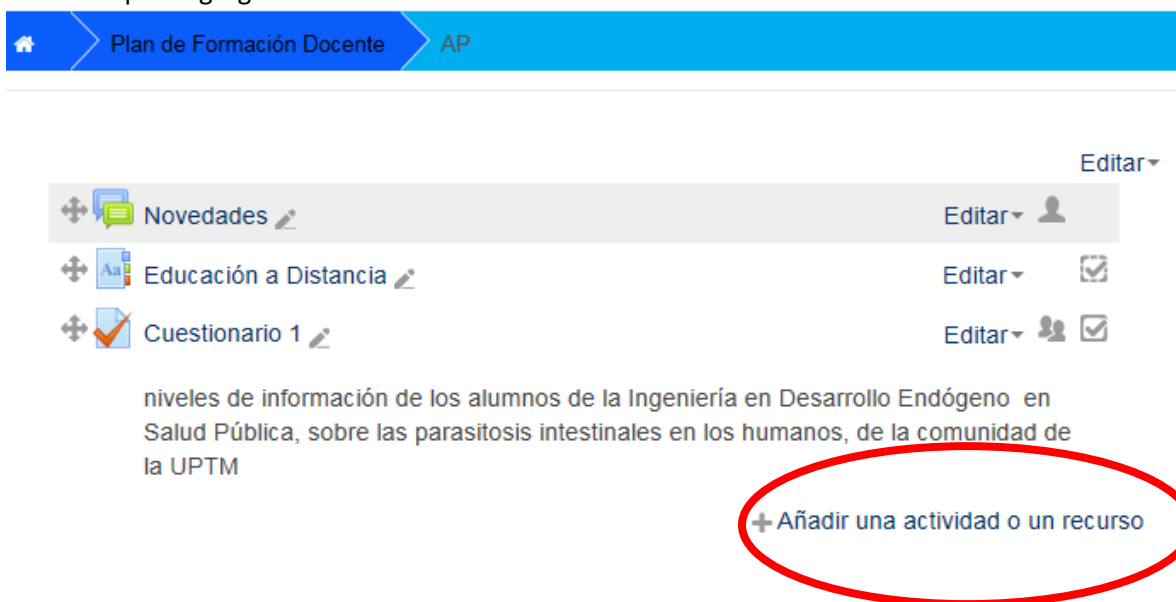 Plan de Formación Docente AP
Editar
Novedades Editar
Educación a Distancia Editar
Cuestionario 1 Editar
niveles de información de los alumnos de la Ingeniería en Desarrollo Endógeno en
Salud Pública, sobre las parasitosis intestinales en los humanos, de la comunidad de
la UPTM
Añadir una actividad o un recurso